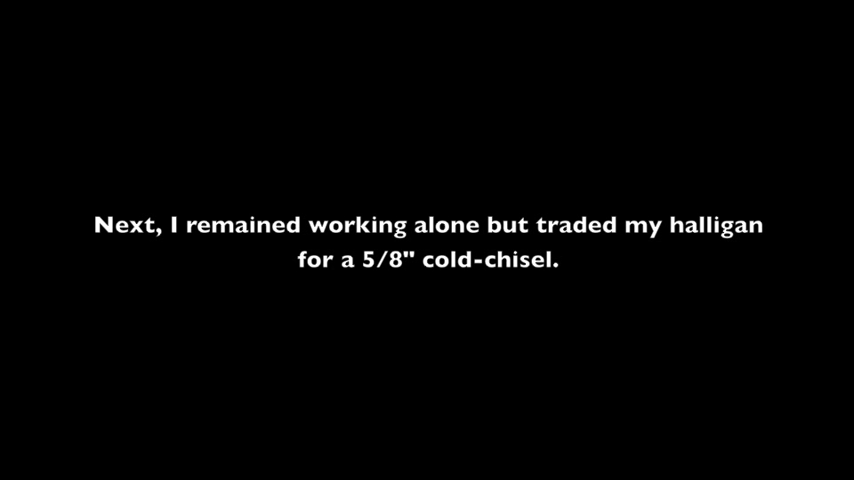 Next, I remained working alone but traded my halligan
for a 5/8" cold-chisel.